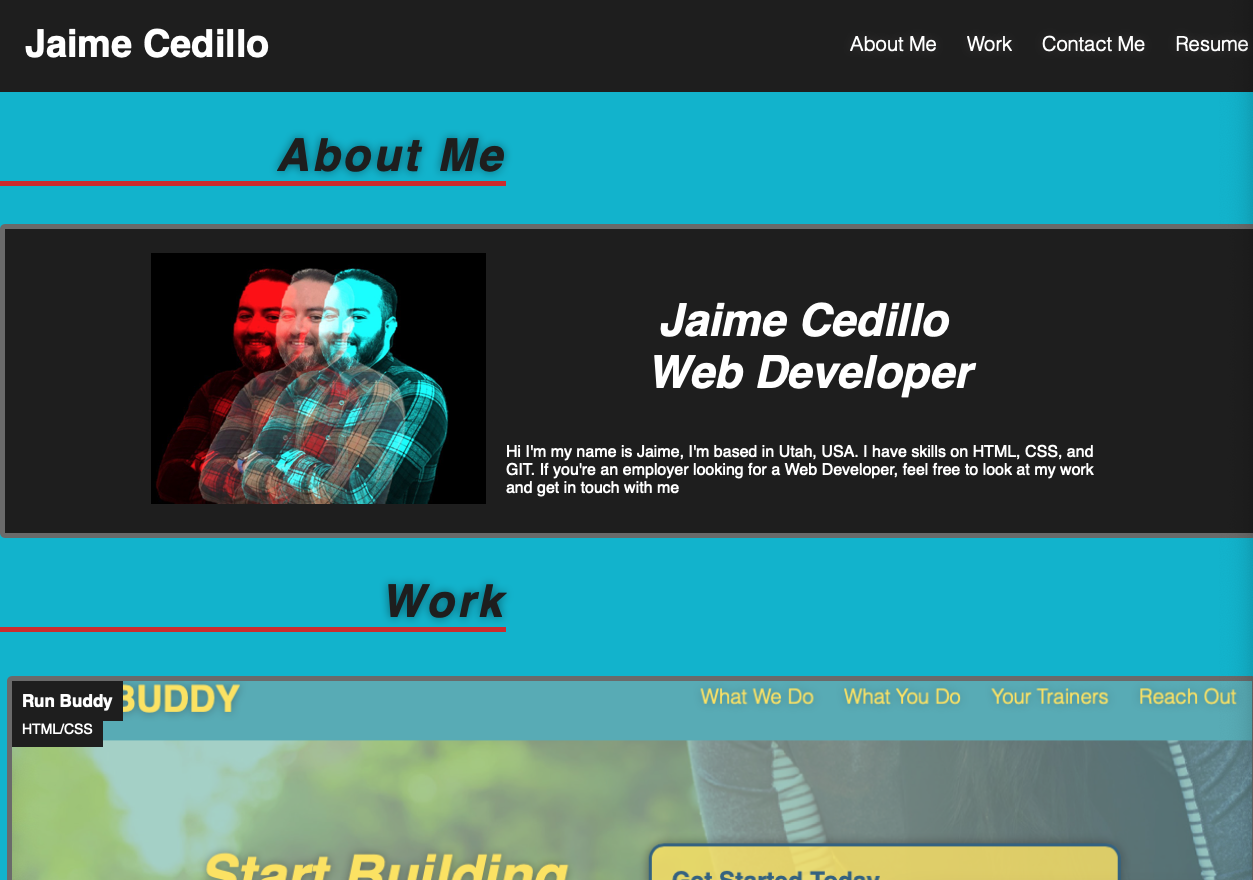 Jaime Cedillo
About Me Work Contact Me Resume
About Me
Jaime Cedillo
Web Developer
Hi I'm my name is Jaime, I'm based in Utah, USA. I have skills on HTML, CSS, and
GIT. If you're an employer looking for a Web Developer, feel free to look at my work
and get in touch with me
Work
Run Buddy
BUDDY
What We Do What You Do Your Trainers Reach Out
HTML/CSS
Start Building
Get Started Today